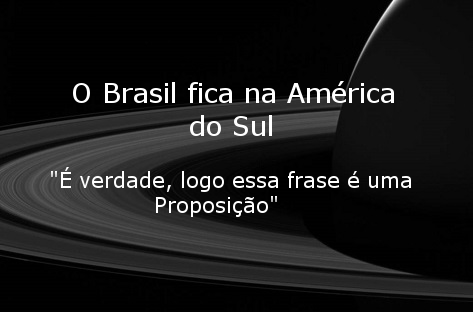 O Brasil fica na América
do Sul
"É verdade, logo essa frase é uma
Proposição"